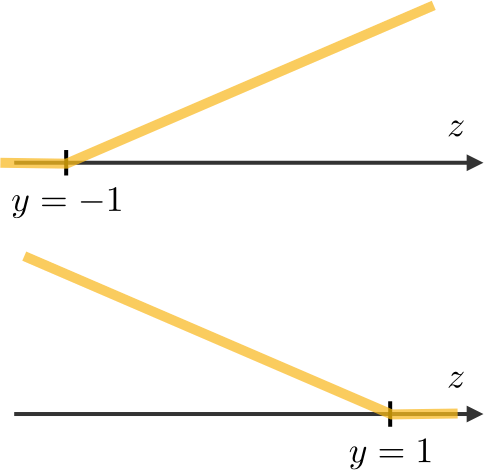 z
y = −1
z
y = 1